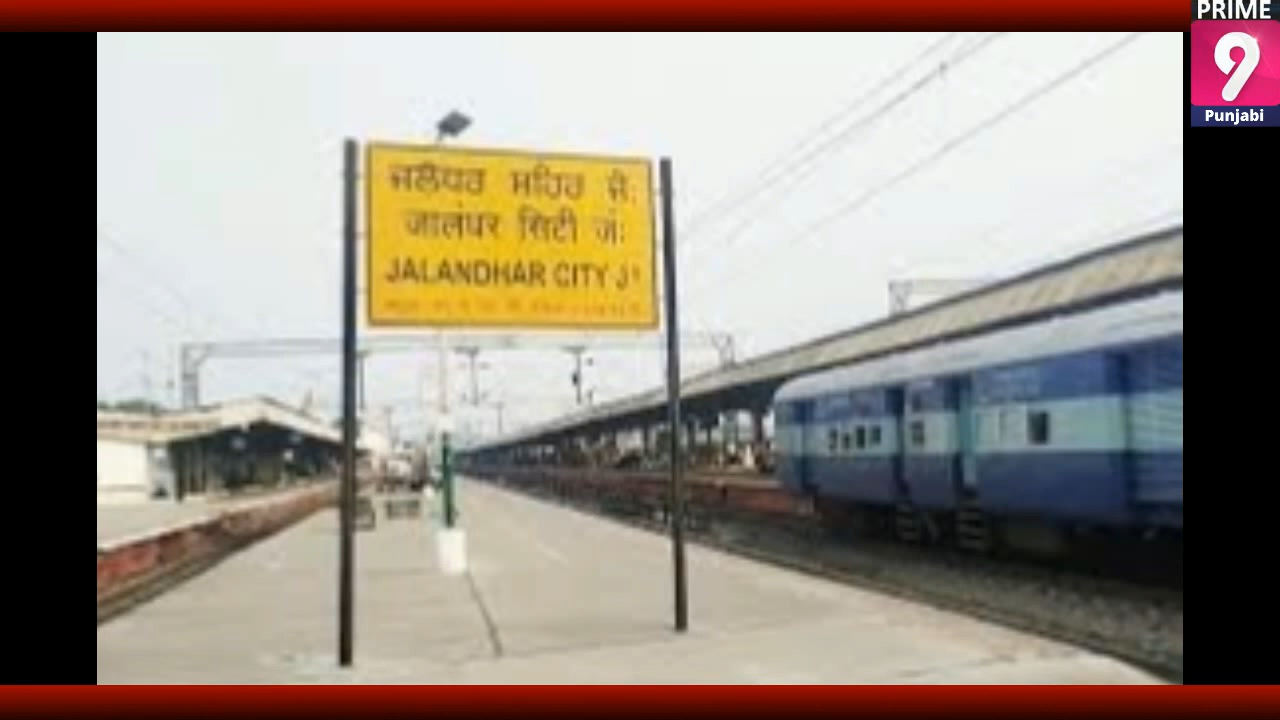 PRIME
9
Punjabi
ਜਲੰਧਰ ਸ਼ਹਿਰ ਜੰ:
जालंधर सिटी जं:
JALANDHAR CITY Jⁿ